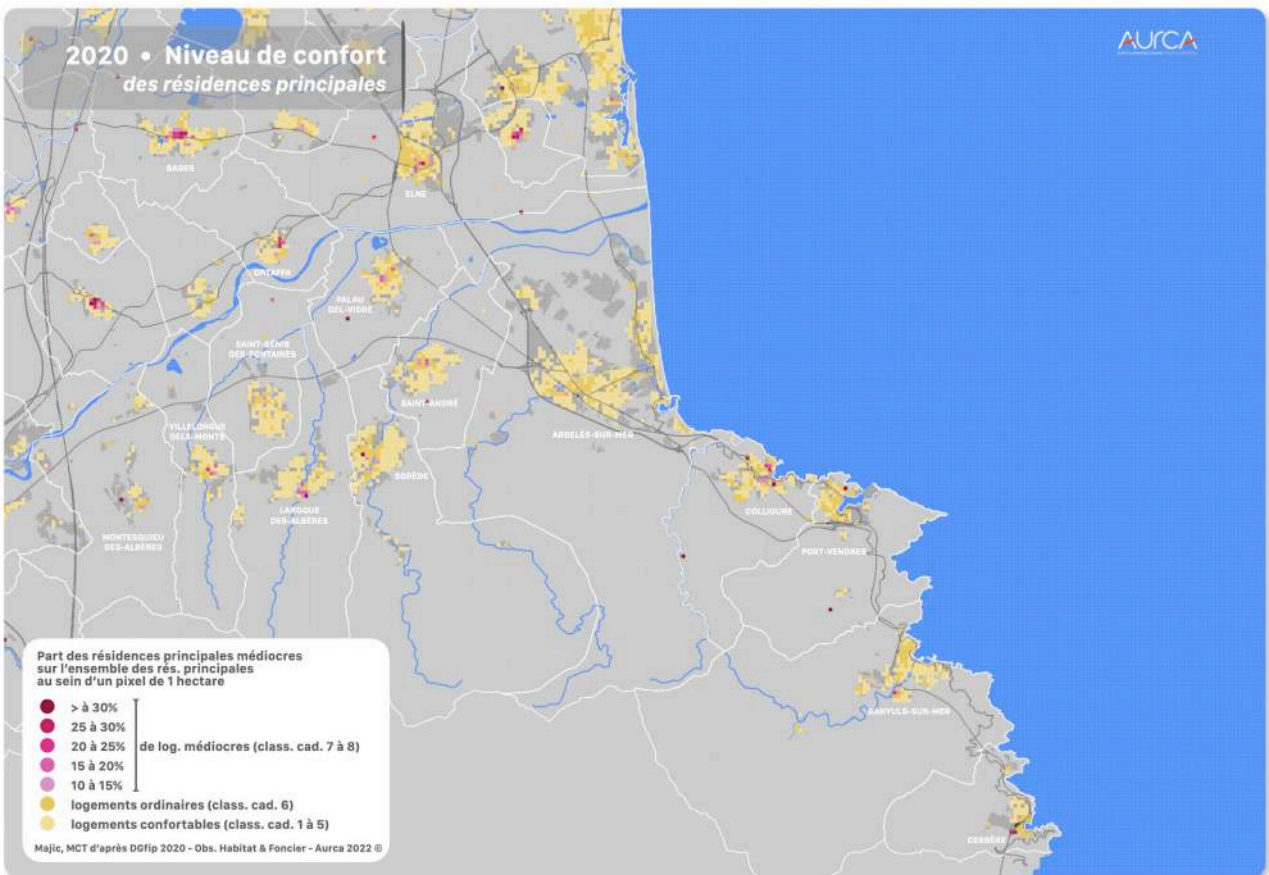 2020 • Niveau de confort
des résidences principales
AURCA
BAGES
ELNE
ORTAFFA
PALAU
DEL-VIDRE
SAINT-GÉNIS
DES-FONTAINES
SAINT-ANDRÉ
ARGELÈS-SUR-MER
VILLELONGUE
DELS-MONTS
SORÈDE
LAROQUE
DES-ALBÈRES
MONTESQUIEU
DES-ALBÈRES
COLLIOURE
PORT-VENDRES
BANYULS-SUR-MER
CERBÈRE
Part des résidences principales médiocres
sur l'ensemble des rés. principales
au sein d'un pixel de 1 hectare
> à 30%
25 à 30%
20 à 25% de log. médiocres (class. cad. 7 à 8)
15 à 20%
10 à 15%
logements ordinaires (class. cad. 6)
logements confortables (class. cad. 1 à 5)
Majic, MCT d'après DGfip 2020 - Obs. Habitat & Foncier - Aurca 2022 ©